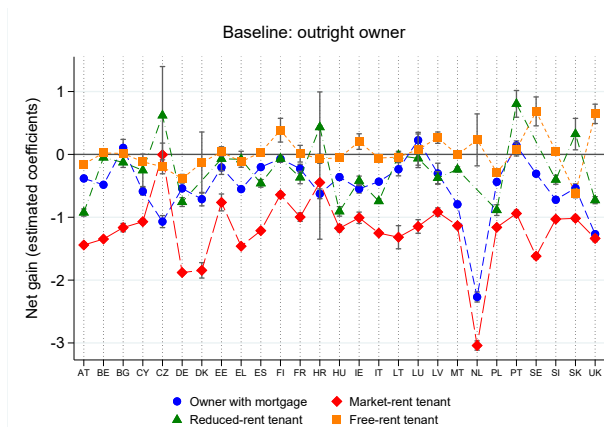 Baseline: outright owner
Net gain (estimated coefficients)
1
0
-1
-2
-3
AT BE BG CY CZ DE DK EE EL ES FI FR HR HU IE IT LT LU LV MT NL PL PT SE SI SK UK
Owner with mortgage Market-rent tenant
Reduced-rent tenant Free-rent tenant